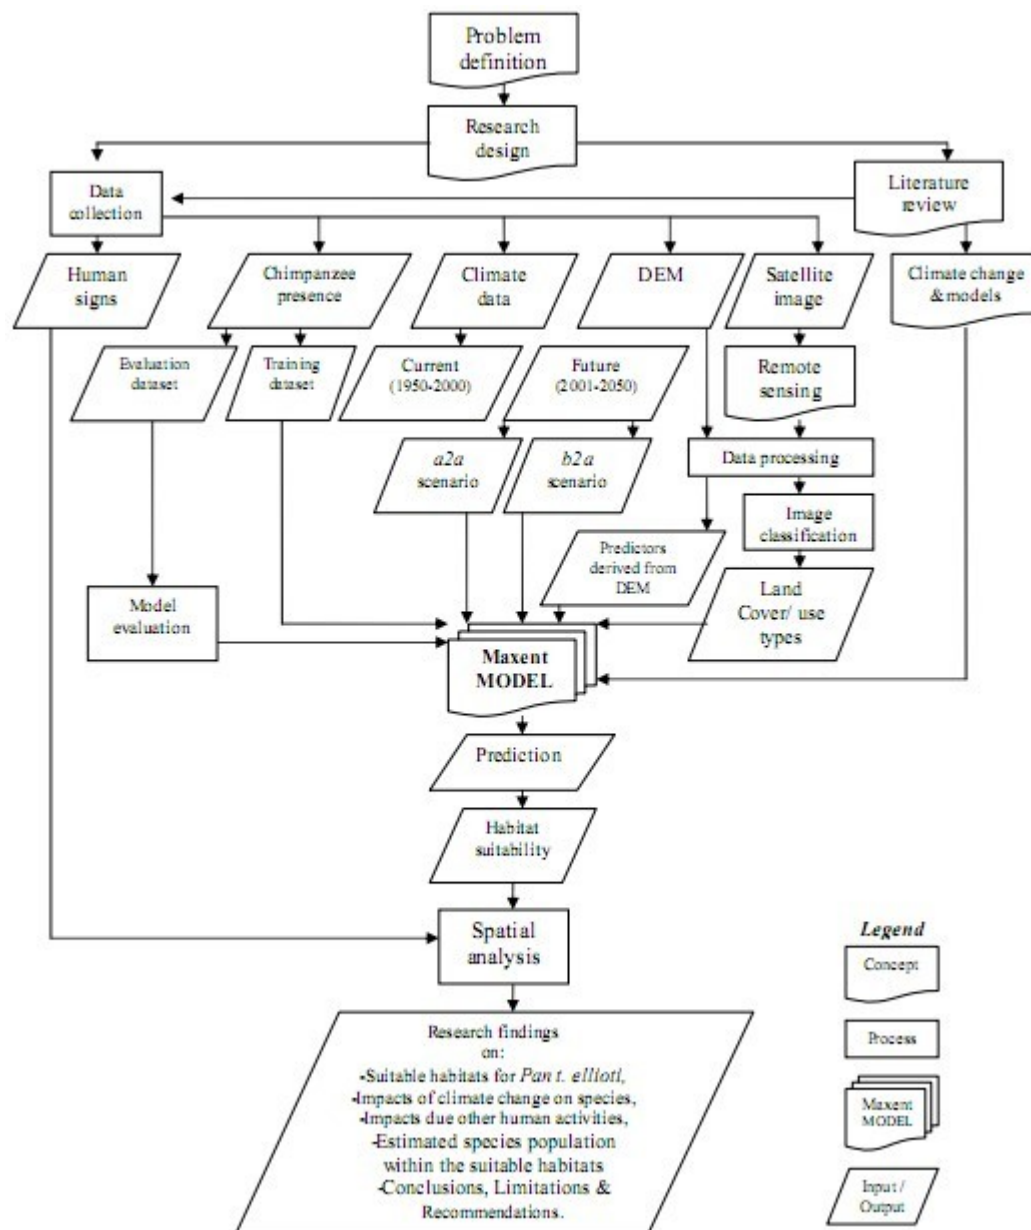 Problem
definition
Research
design
Data
collection
Literature
review
Human
signs
Chimpanzee
presence
Climate
data
DEM
Satellite
image
Climate change
& models
Evaluation
dataset
Training
dataset
Current
(1950-2000)
Future
(2001-2050)
Remote
sensing
a2a
scenario
b2a
scenario
Data processing
Image
classification
Predictors
derived from
DEM
Land
Cover/ use
types
Model
evaluation
Maxent
MODEL
Prediction
Habitat
suitability
Spatial
analysis
Research findings
on:
-Suitable habitats for Pan t. ellioti,
-Impacts of climate change on species,
-Impacts due other human activities,
-Estimated species population
within the suitable habitats
-Conclusions, Limitations &
Recommendations.
Legend
Concept
Process
Maxent
MODEL
Input /
Output